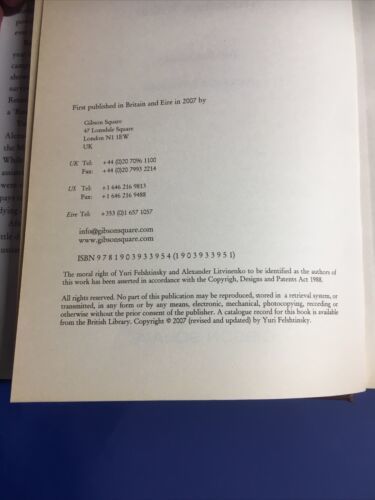 First published in Britain and Eire in 2007 by
Gibson Square
47 Lonsdale Square
London N1 1EW
UK
UK Tel: +44 (0)20 7096 1100
Fax: +44 (0)20 7993 2214
US Tel: +1 646 216 9813
Fax: +1 646 216 9488
Eire Tel: +353 (0)1 657 1057
info@gibsonsquare.com
www.gibsonsquare.com
ISBN 9781903933954 (1903933951)
The moral right of Yuri Felshtinsky and Alexander Litvinenko to be identified as the authors of
this work has been asserted in accordance with the Copyrigh, Designs and Patents Act 1988.
All rights reserved. No part of this publication may be reproduced, stored in a retrieval system, or
transmitted, in any form or by any means, electronic, mechanical, photocopying, recording or
otherwise without the prior consent of the publisher. A catalogue record for this book is available
from the British Library. Copyright © 2007 (revised and updated) by Yuri Felshtinsky.